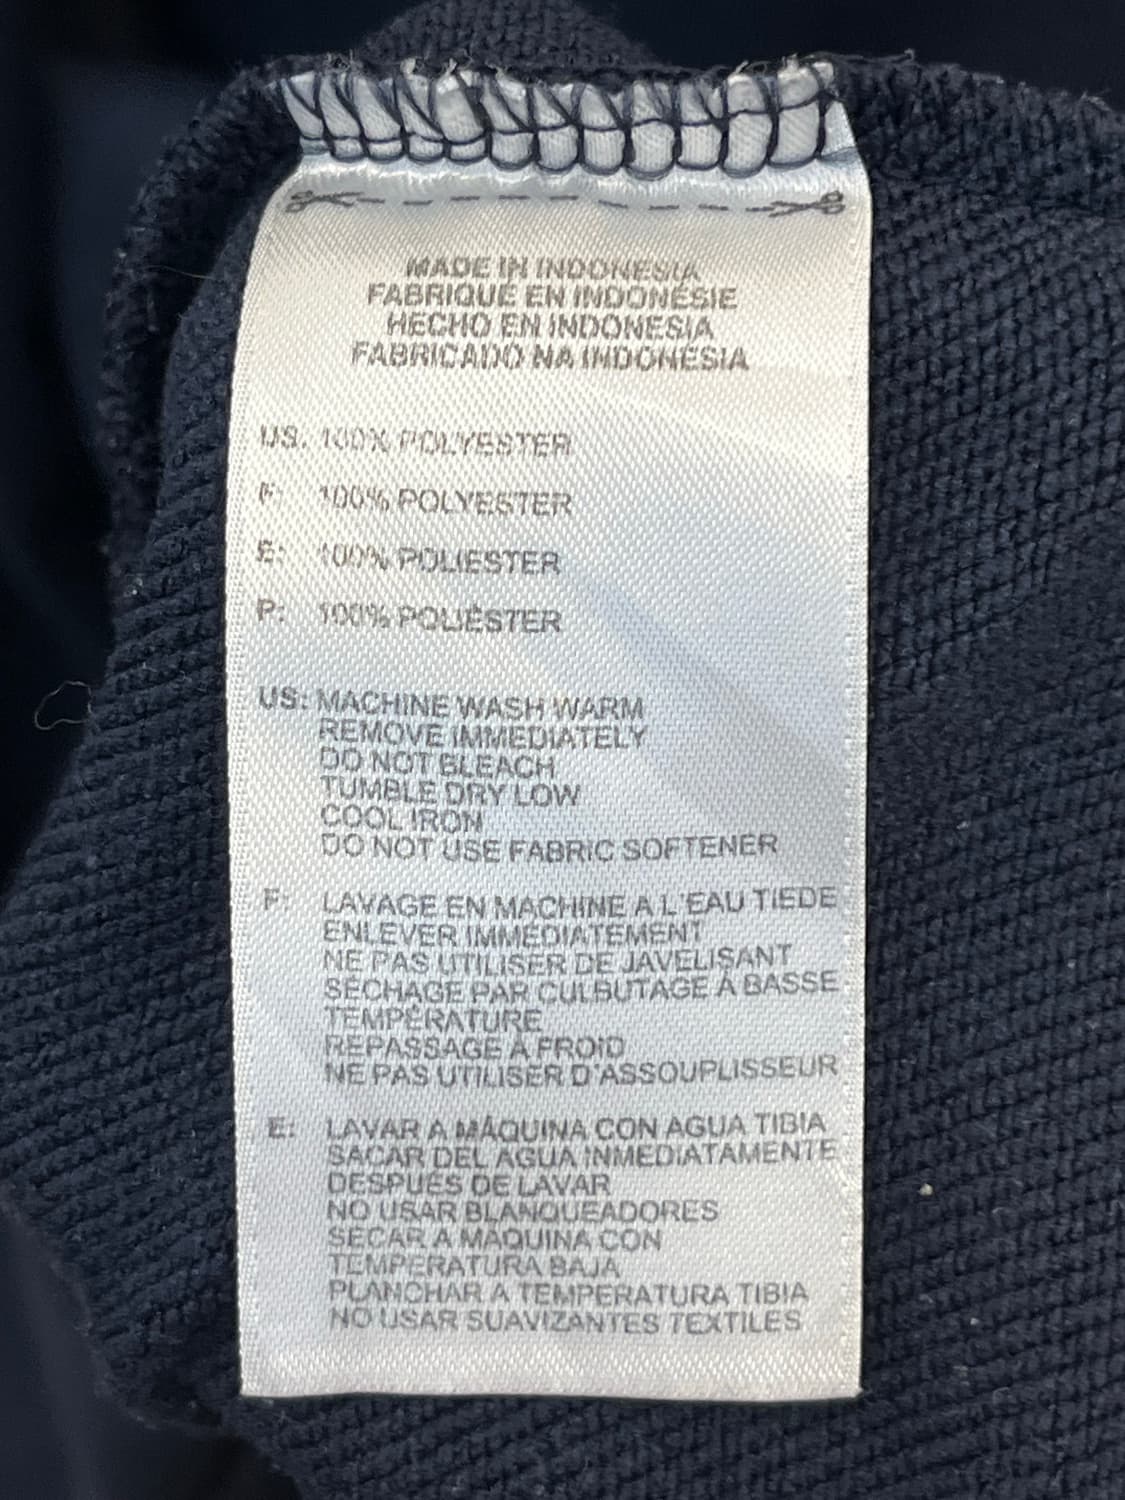 MADE IN INDONESIA
FABRIQUÉ EN INDONÉSIE
HECHO EN INDONESIA
FABRICADO NA INDONÉSIA
US: 100% POLYESTER
F: 100% POLYESTER
E: 100% POLIESTER
P: 100% POLIÉSTER
US: MACHINE WASH WARM
REMOVE IMMEDIATELY
DO NOT BLEACH
TUMBLE DRY LOW
COOL IRON
DO NOT USE FABRIC SOFTENER
F: LAVAGE EN MACHINE A L'EAU TIEDE
ENLEVER IMMÉDIATEMENT
NE PAS UTILISER DE JAVELISANT
SÉCHAGE PAR CULBUTAGE À BASSE
TEMPÉRATURE
REPASSAGE À FROID
NE PAS UTILISER D'ASSOUPLISSEUR
E: LAVAR A MÁQUINA CON AGUA TIBIA
SACAR DEL AGUA INMEDIATAMENTE
DESPUÉS DE LAVAR
NO USAR BLANQUEADORES
SECAR A MAQUINA CON
TEMPERATURA BAJA
PLANCHAR A TEMPERATURA TIBIA
NO USAR SUAVIZANTES TEXTILES